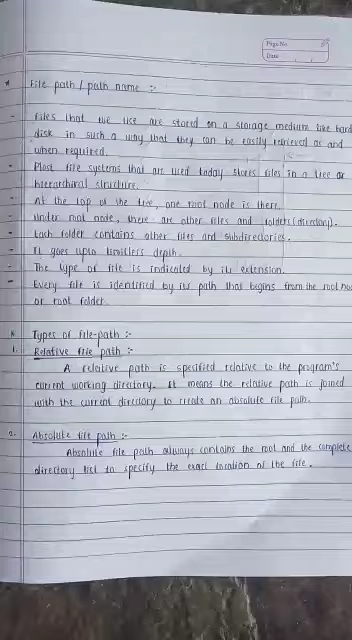 Page No.
Date
* File path / path name :-
- Files that we use are stored on a storage medium like hard
disk in such a way that they can be easily retrieved as and
when required.
- Most file systems that are used today stores files in a tree or
hierarchical structure.
- At the top of the tree, one root node is there.
- Under root node, there are other files and folders (directory).
- Each folder contains other files and subdirectories.
- It goes upto limitless depth.
- The type of file is indicated by its extension.
- Every file is identified by its path that begins from the root
or root folder.
* Types of file-path :-
1. Relative file path :-
A relative path is specified relative to the program's
current working directory. It means the relative path is joined
with the current directory to create an absolute file path.
2. Absolute file path :-
Absolute file path always contains the root and the complete
directory list to specify the exact location of the file.